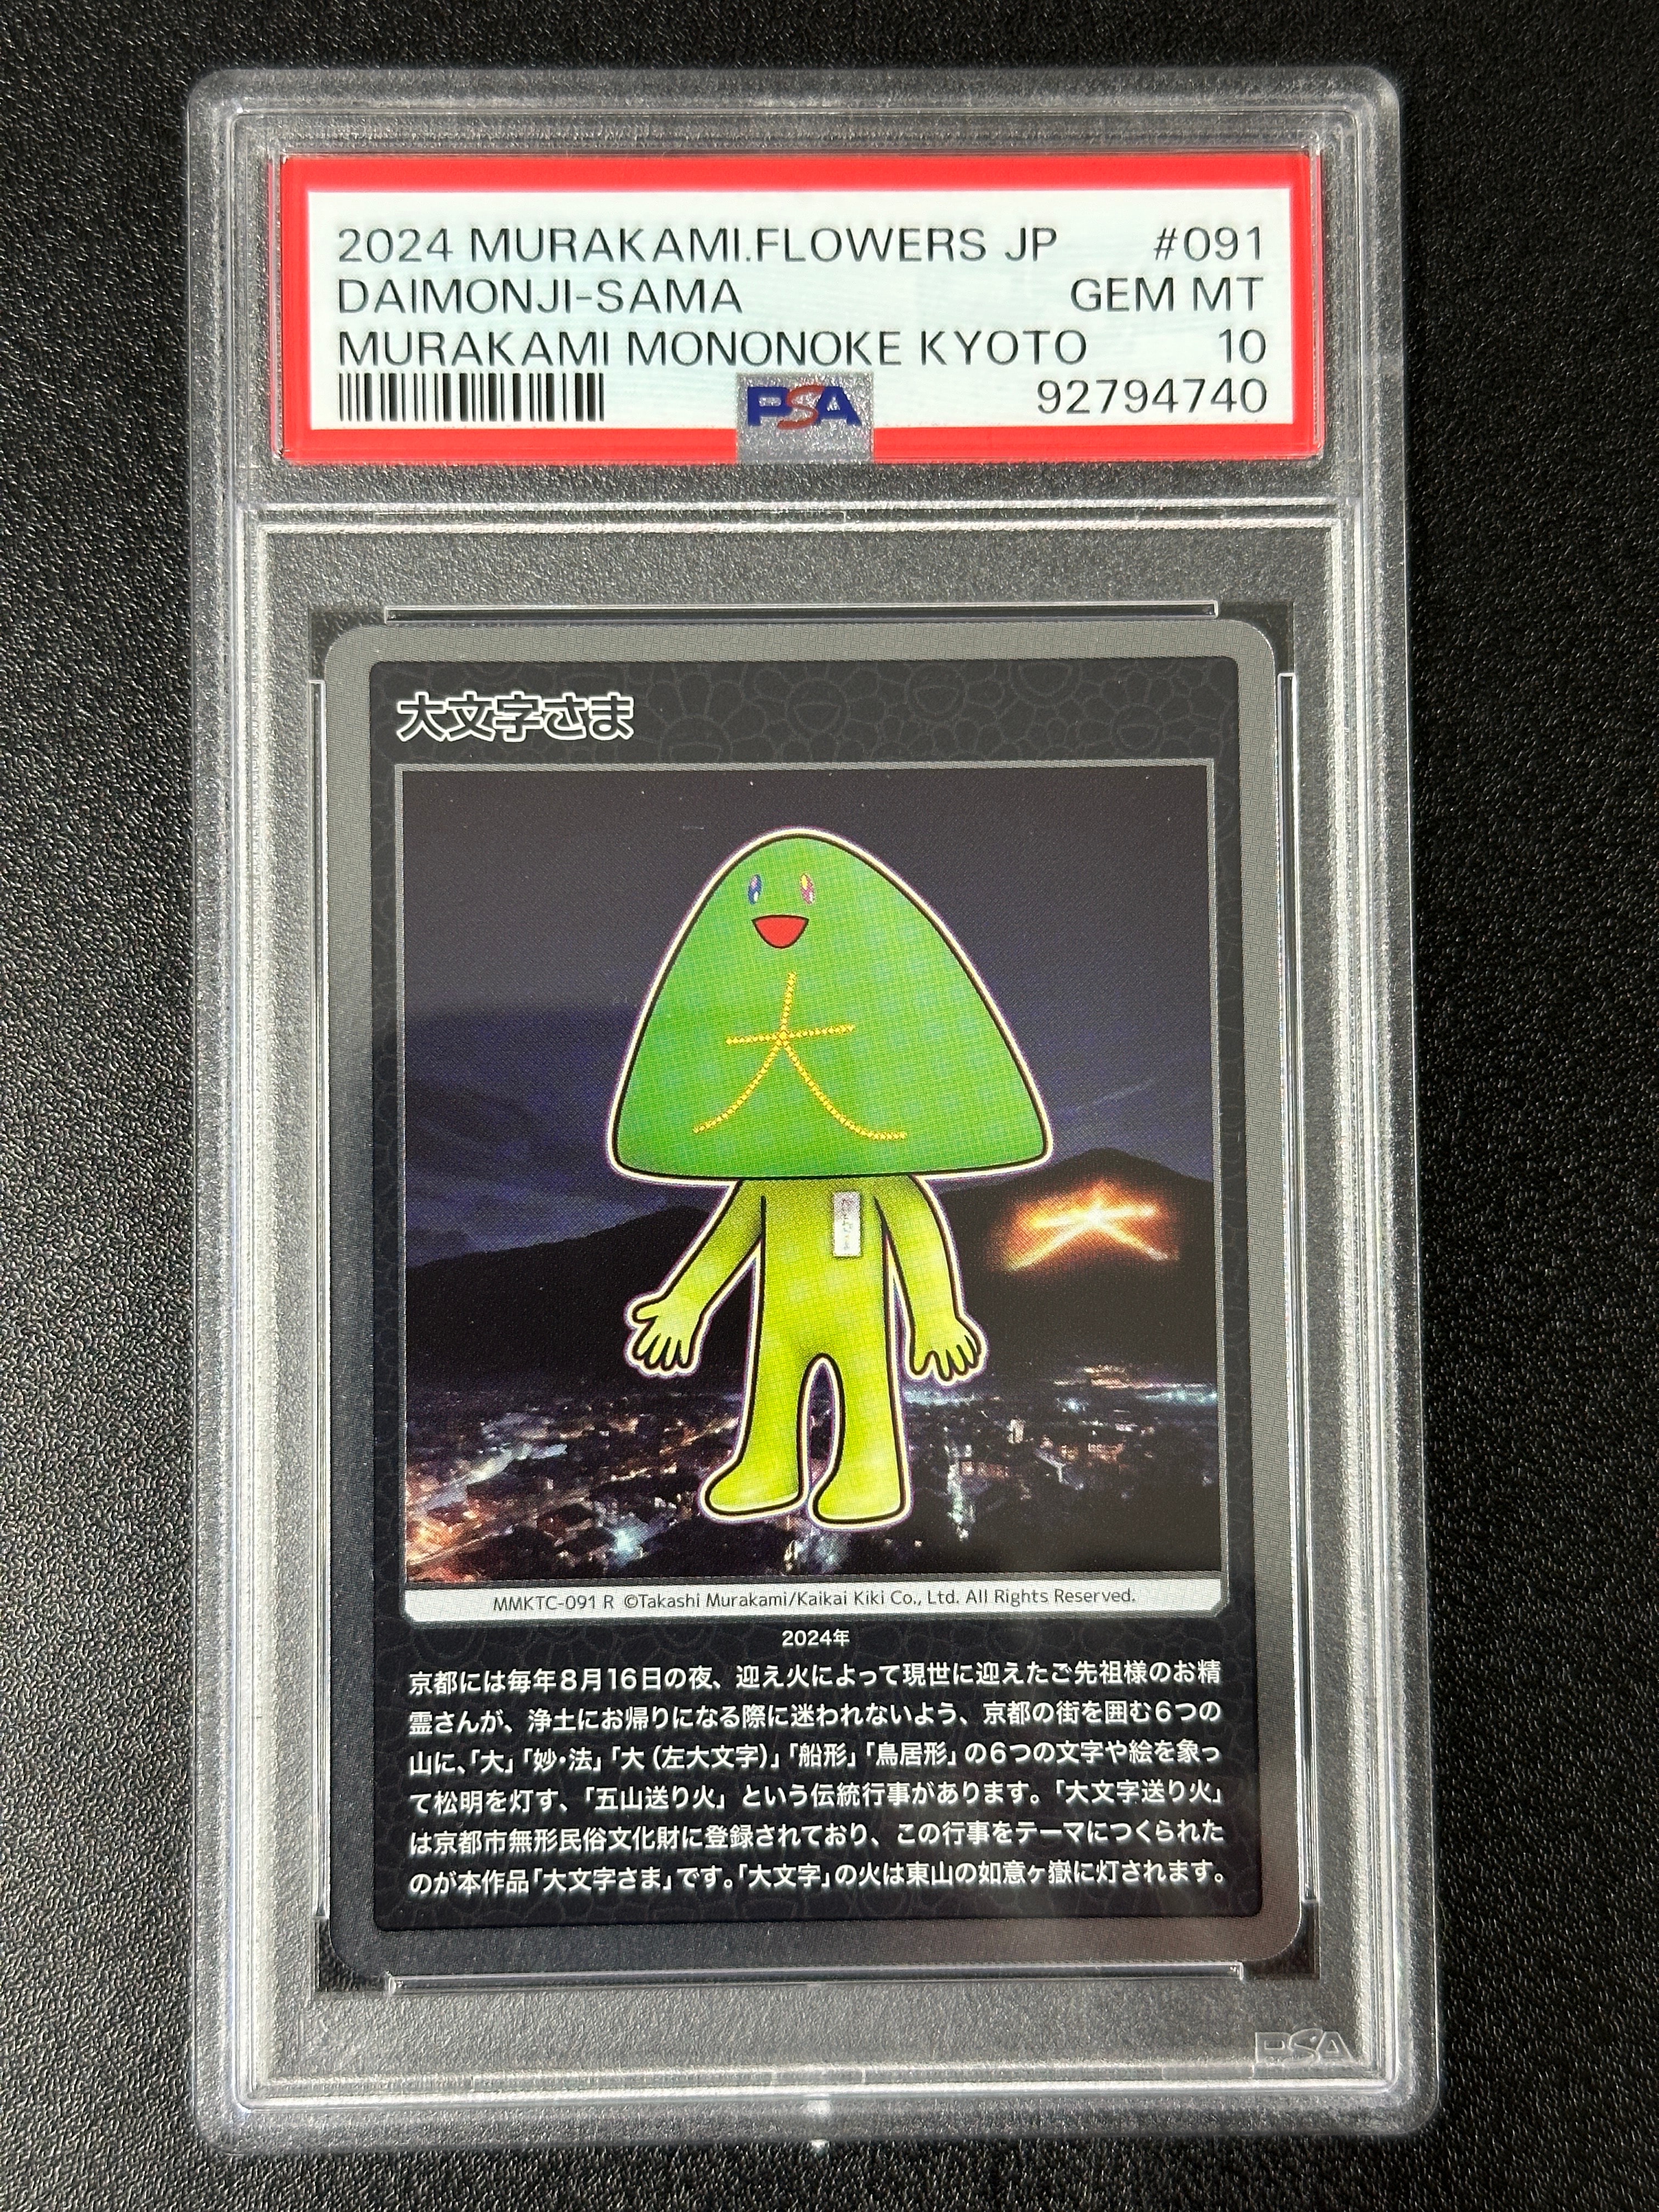 2024 MURAKAMI.FLOWERS JP #091
DAIMONJI-SAMA GEM MT
MURAKAMI MONONOKE KYOTO 10
PSA 92794740
大文字さま
大
大
MMKTC-091 R ©Takashi Murakami/Kaikai Kiki Co., Ltd. All Rights Reserved.
2024年
京都には毎年8月16日の夜、迎え火によって現世に迎えたご先祖様のお精
霊さんが、浄土にお帰りになる際に迷われないよう、京都の街を囲む6つの
山に、「大」「妙・法」「大（左大文字）」「船形」「鳥居形」の6つの文字や絵を象っ
て松明を灯す、「五山送り火」という伝統行事があります。「大文字送り火」
は京都市無形民俗文化財に登録されており、この行事をテーマにつくられた
のが本作品「大文字さま」です。「大文字」の火は東山の如意ヶ嶽に灯されます。
PSA